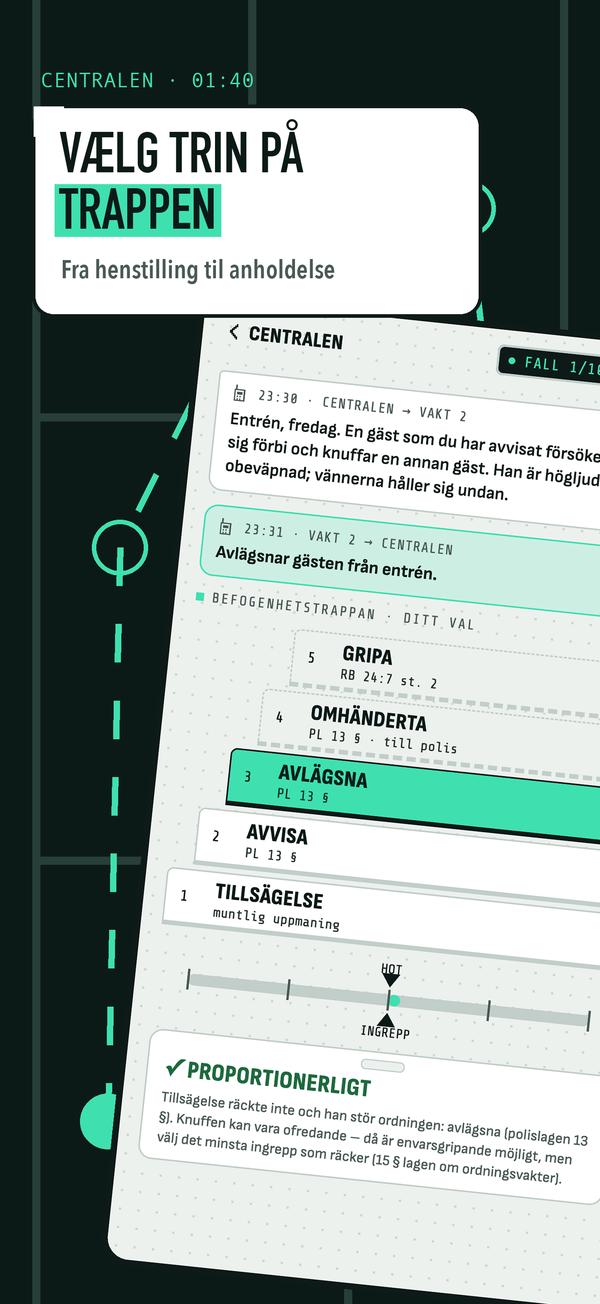 CENTRALEN · 01:40
VÆLG TRIN PÅ
TRAPPEN
Fra henstilling til anholdelse
CENTRALEN
FALL 1/10
23:30 · CENTRALEN → VAKT 2
Entrén, fredag. En gäst som du har avvisat försöke
sig förbi och knuffar en annan gäst. Han är högljud
obeväpnad; vännerna håller sig undan.
23:31 · VAKT 2 → CENTRALEN
Avlägsnar gästen från entrén.
BEFOGENHETSTRAPPAN · DITT VAL
5 GRIPA
RB 24:7 st. 2
4 OMHÄNDERTA
PL 13 § · till polis
3 AVLÄGSNA
PL 13 §
2 AVVISA
PL 13 §
1 TILLSÄGELSE
muntlig uppmaning
HOT
INGREPP
✔PROPORTIONERLIGT
Tillsägelse räckte inte och han stör ordningen: avlägsna (polislagen 13
§). Knuffen kan vara ofredande – då är envarsgripande möjligt, men
välj det minsta ingrepp som räcker (15 § lagen om ordningsvakter).